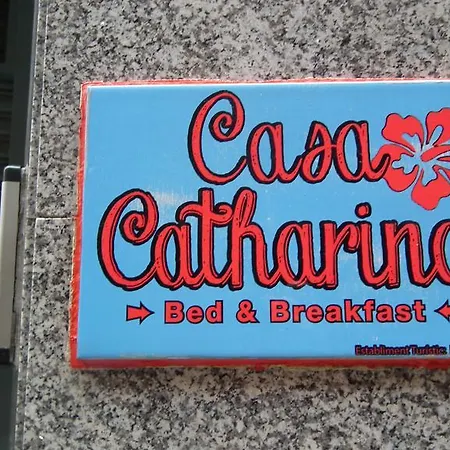 Casa
Catharina
Bed & Breakfast
Establiment Turístic